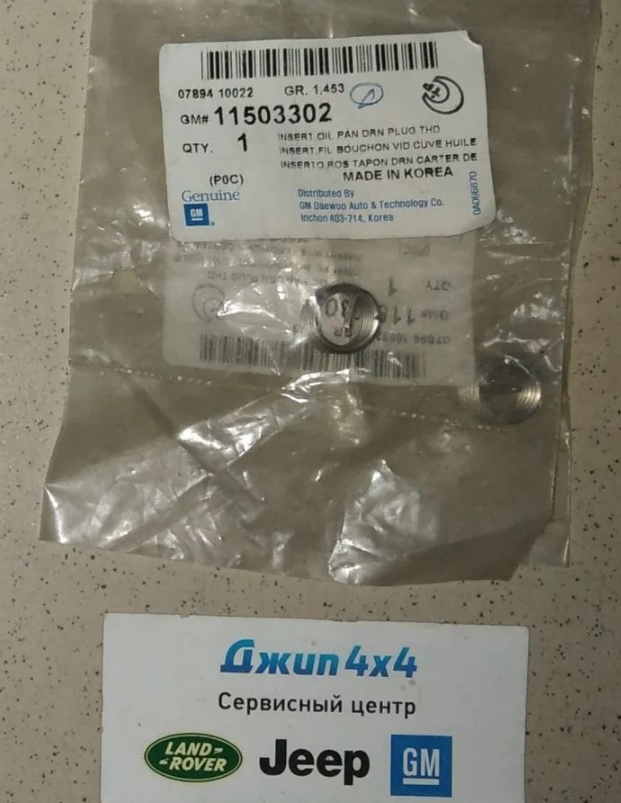 07894 10022 GR. 1,453
GM# 11503302
QTY. 1
INSERT,OIL PAN DRN PLUG THD
INSERT,FIL BOUCHON VID CUVE HUILE
INSERTO,ROS TAPON DRN CARTER DE
(P0C) MADE IN KOREA
Genuine
GM
Distributed By
GM Daewoo Auto & Technology Co.
Inchon 403-714, Korea
Джип 4x4
Сервисный центр
LAND-
-ROVER
Jeep
GM